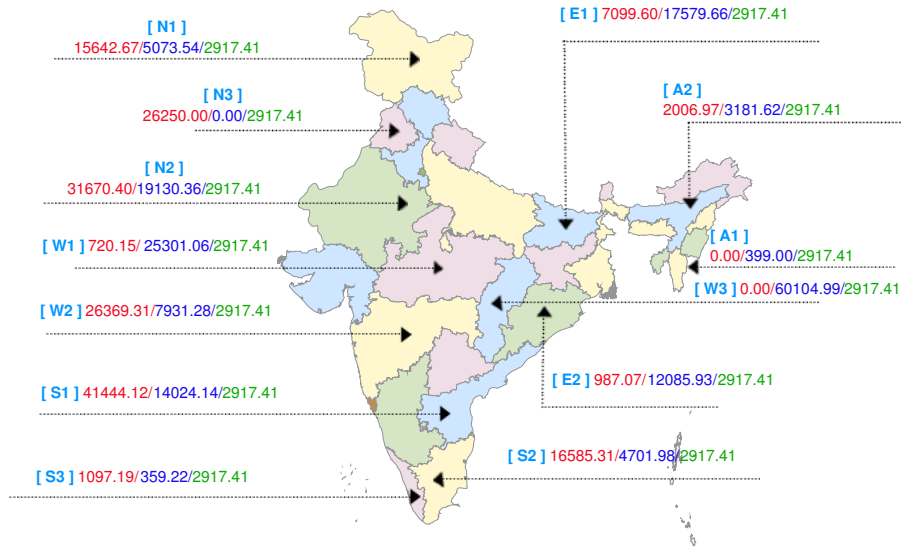 [ E1 ] 7099.60/17579.66/2917.41
[ N1 ]
15642.67/5073.54/2917.41
[ N3 ]
26250.00/0.00/2917.41
[ A2 ]
2006.97/3181.62/2917.41
[ N2 ]
31670.40/19130.36/2917.41
[ W1 ] 720.15/ 25301.06/2917.41
[ A1 ]
0.00/399.00/2917.41
[ W3 ] 0.00/60104.99/2917.41
[ W2 ] 26369.31/7931.28/2917.41
[ E2 ] 987.07/12085.93/2917.41
[ S1 ] 41444.12/14024.14/2917.41
[ S2 ] 16585.31/4701.98/2917.41
[ S3 ] 1097.19/359.22/2917.41